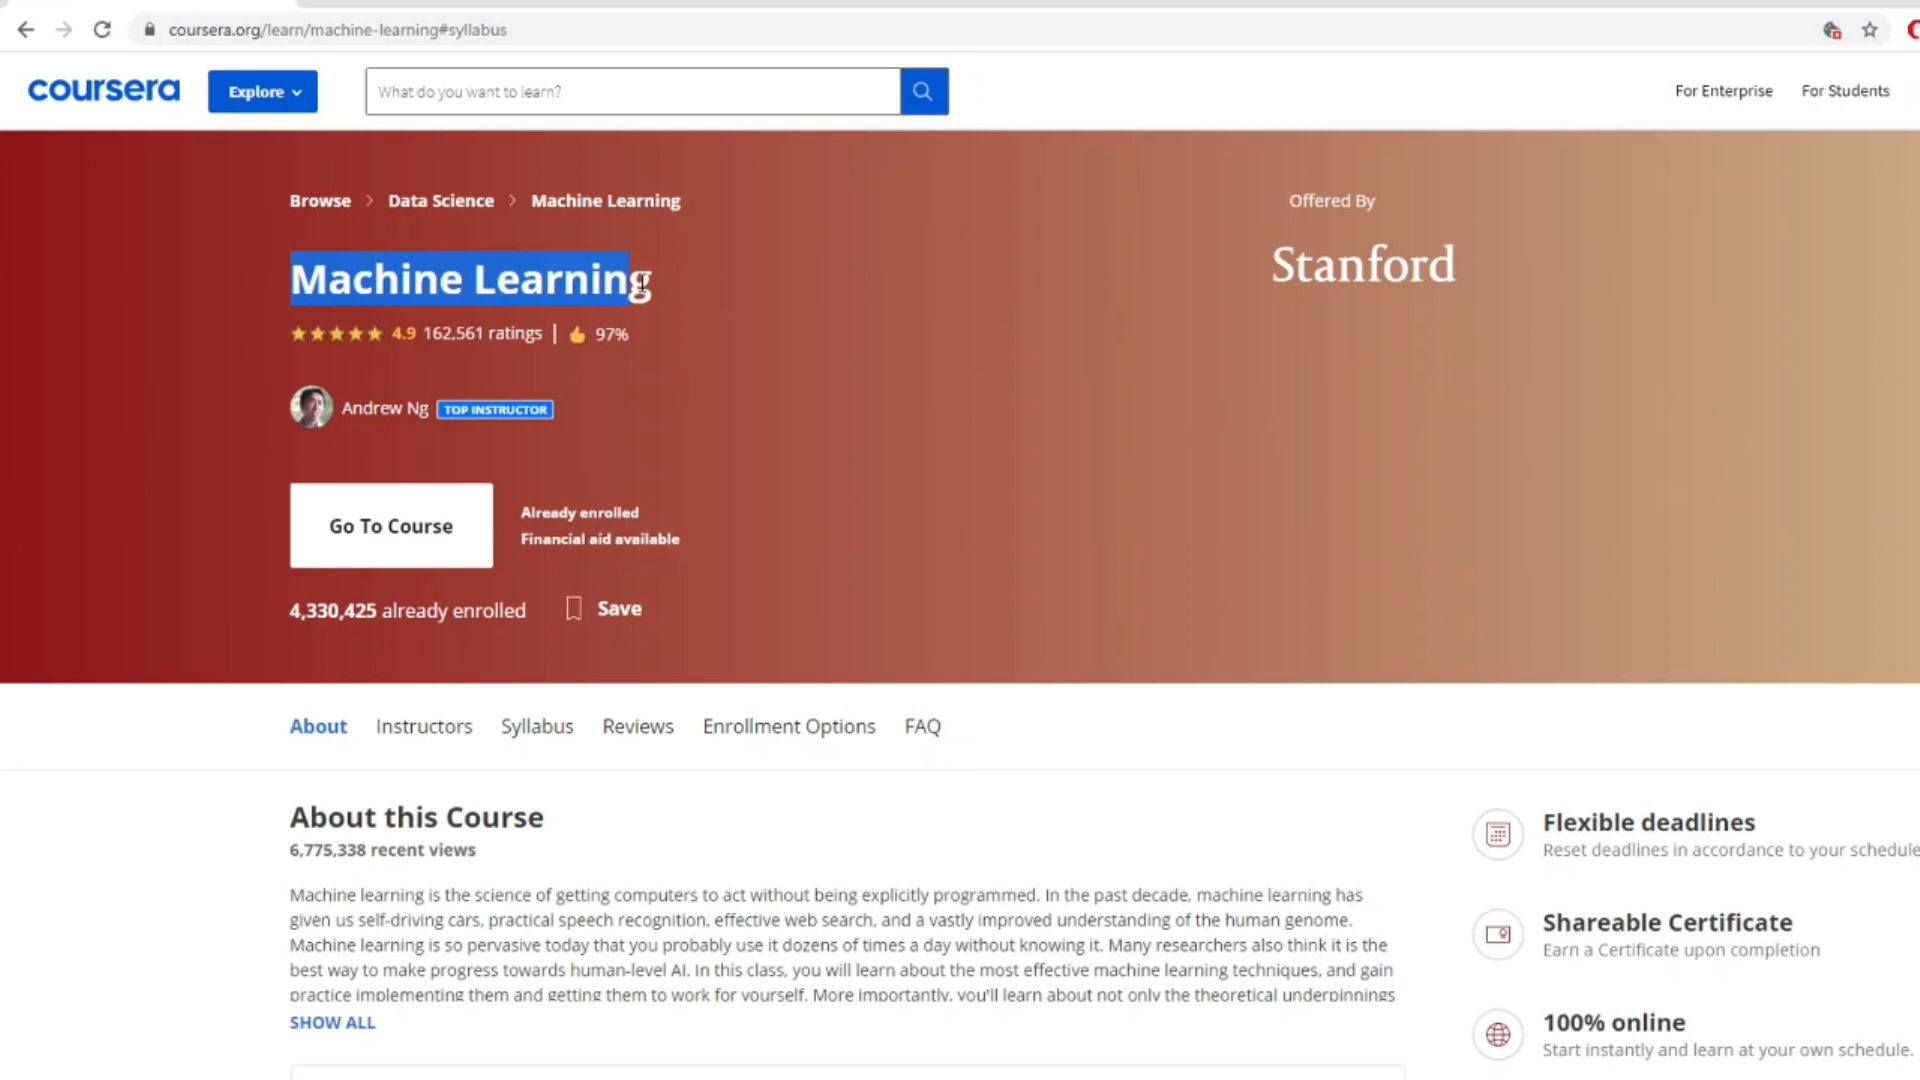 coursera.org/learn/machine-learning#syllabus
coursera
Explore
What do you want to learn?
For Enterprise
For Students
Browse > Data Science > Machine Learning
Offered By
Machine Learning
Stanford
4.9 162,561 ratings | 97%
Andrew Ng TOP INSTRUCTOR
Go To Course
Already enrolled
Financial aid available
4,330,425 already enrolled
Save
About Instructors Syllabus Reviews Enrollment Options FAQ
About this Course
6,775,338 recent views
Machine learning is the science of getting computers to act without being explicitly programmed. In the past decade, machine learning has
given us self-driving cars, practical speech recognition, effective web search, and a vastly improved understanding of the human genome.
Machine learning is so pervasive today that you probably use it dozens of times a day without knowing it. Many researchers also think it is the
best way to make progress towards human-level AI. In this class, you will learn about the most effective machine learning techniques, and gain
practice implementing them and getting them to work for yourself. More importantly, you'll learn about not only the theoretical underpinnings
SHOW ALL
Flexible deadlines
Reset deadlines in accordance to your schedule
Shareable Certificate
Earn a Certificate upon completion
100% online
Start instantly and learn at your own schedule.